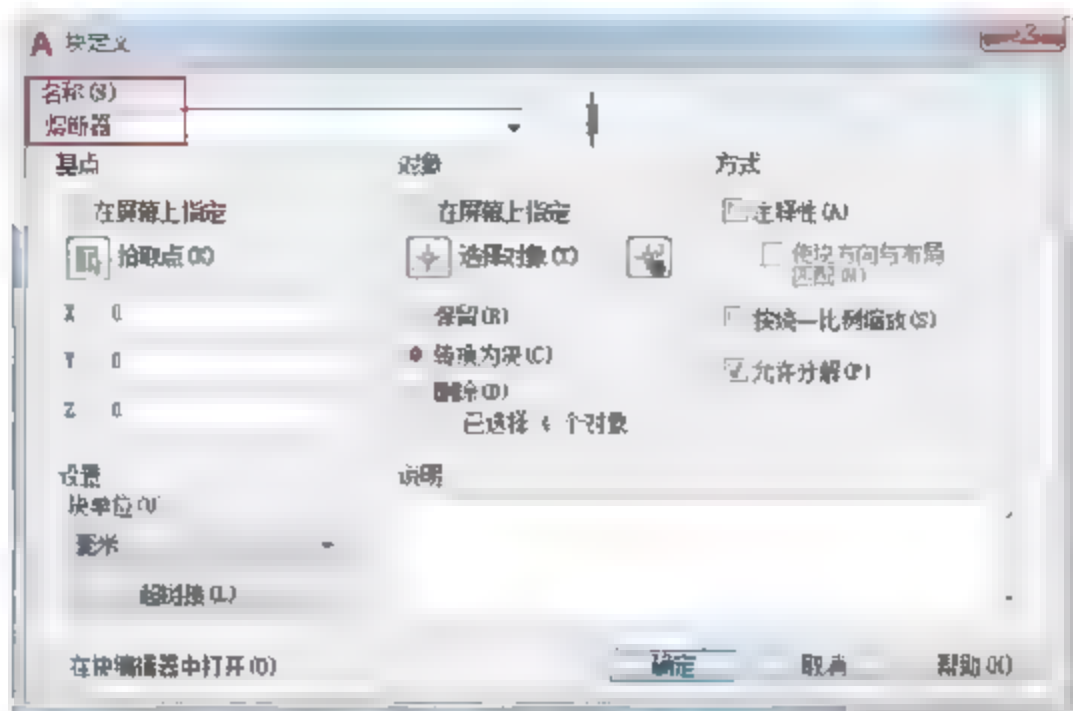 块定义
名称(N)
熔断器
基点
对象
方式
在屏幕上指定
在屏幕上指定
注释性(A)
拾取点(K)
选择对象(T)
使块方向与布局
匹配(M)
X 0
保留(R)
按统一比例缩放(S)
Y 0
转换为块(C)
允许分解(P)
删除(D)
Z 0
已选择 4 个对象
设置
说明
块单位(U)
毫米
超链接(L)
在块编辑器中打开(O)
确定
取消
帮助(H)